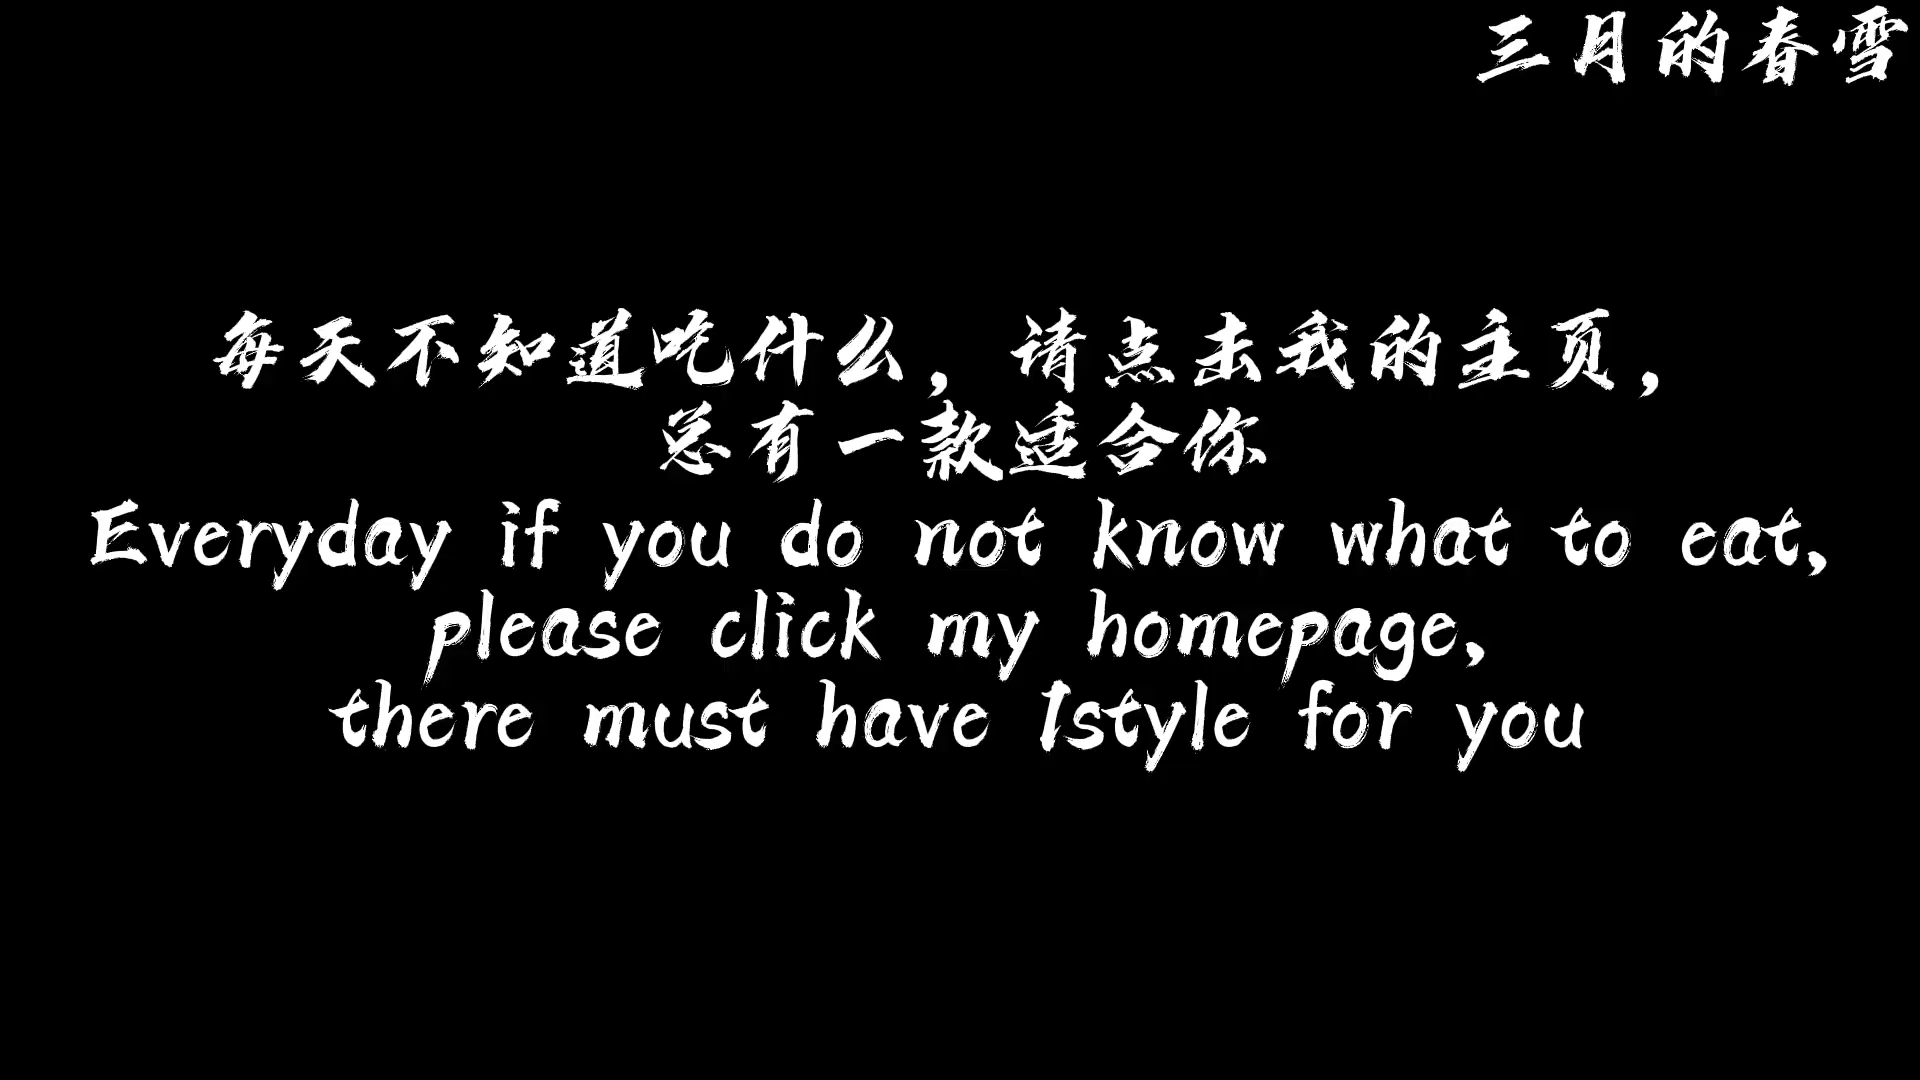 三月的春雪
每天不知道吃什么，请点击我的主页，
总有一款适合你
Everyday if you do not know what to eat,
please click my homepage,
there must have 1style for you